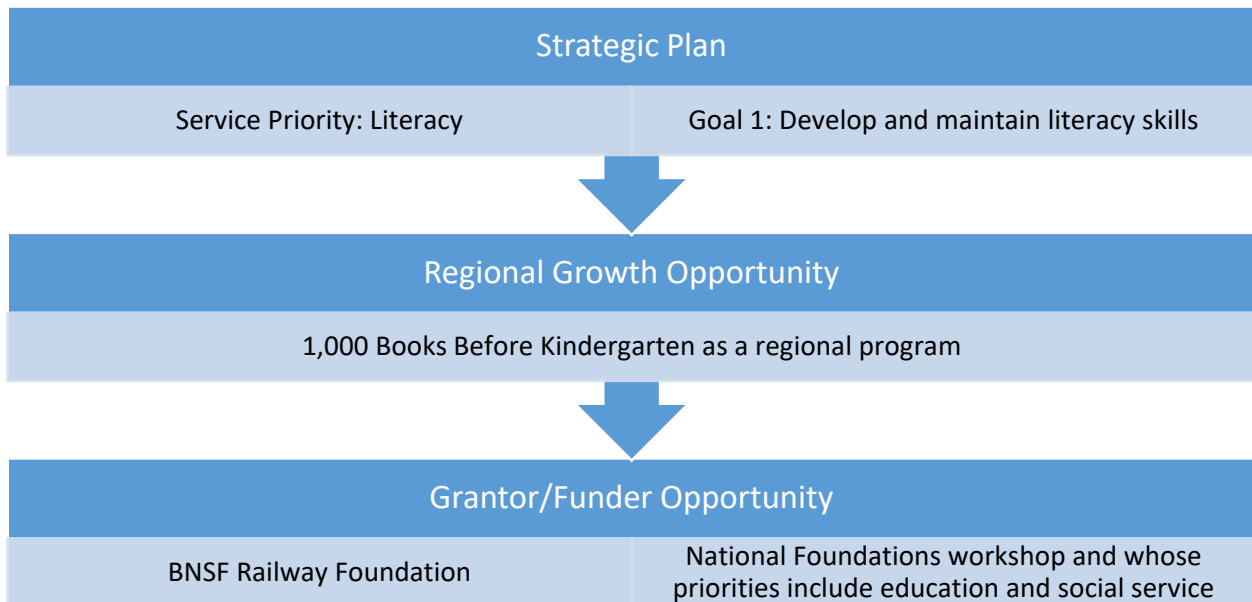 Strategic Plan
Service Priority: Literacy
Goal 1: Develop and maintain literacy skills
Regional Growth Opportunity
1,000 Books Before Kindergarten as a regional program
Grantor/Funder Opportunity
BNSF Railway Foundation
National Foundations workshop and whose
priorities include education and social service